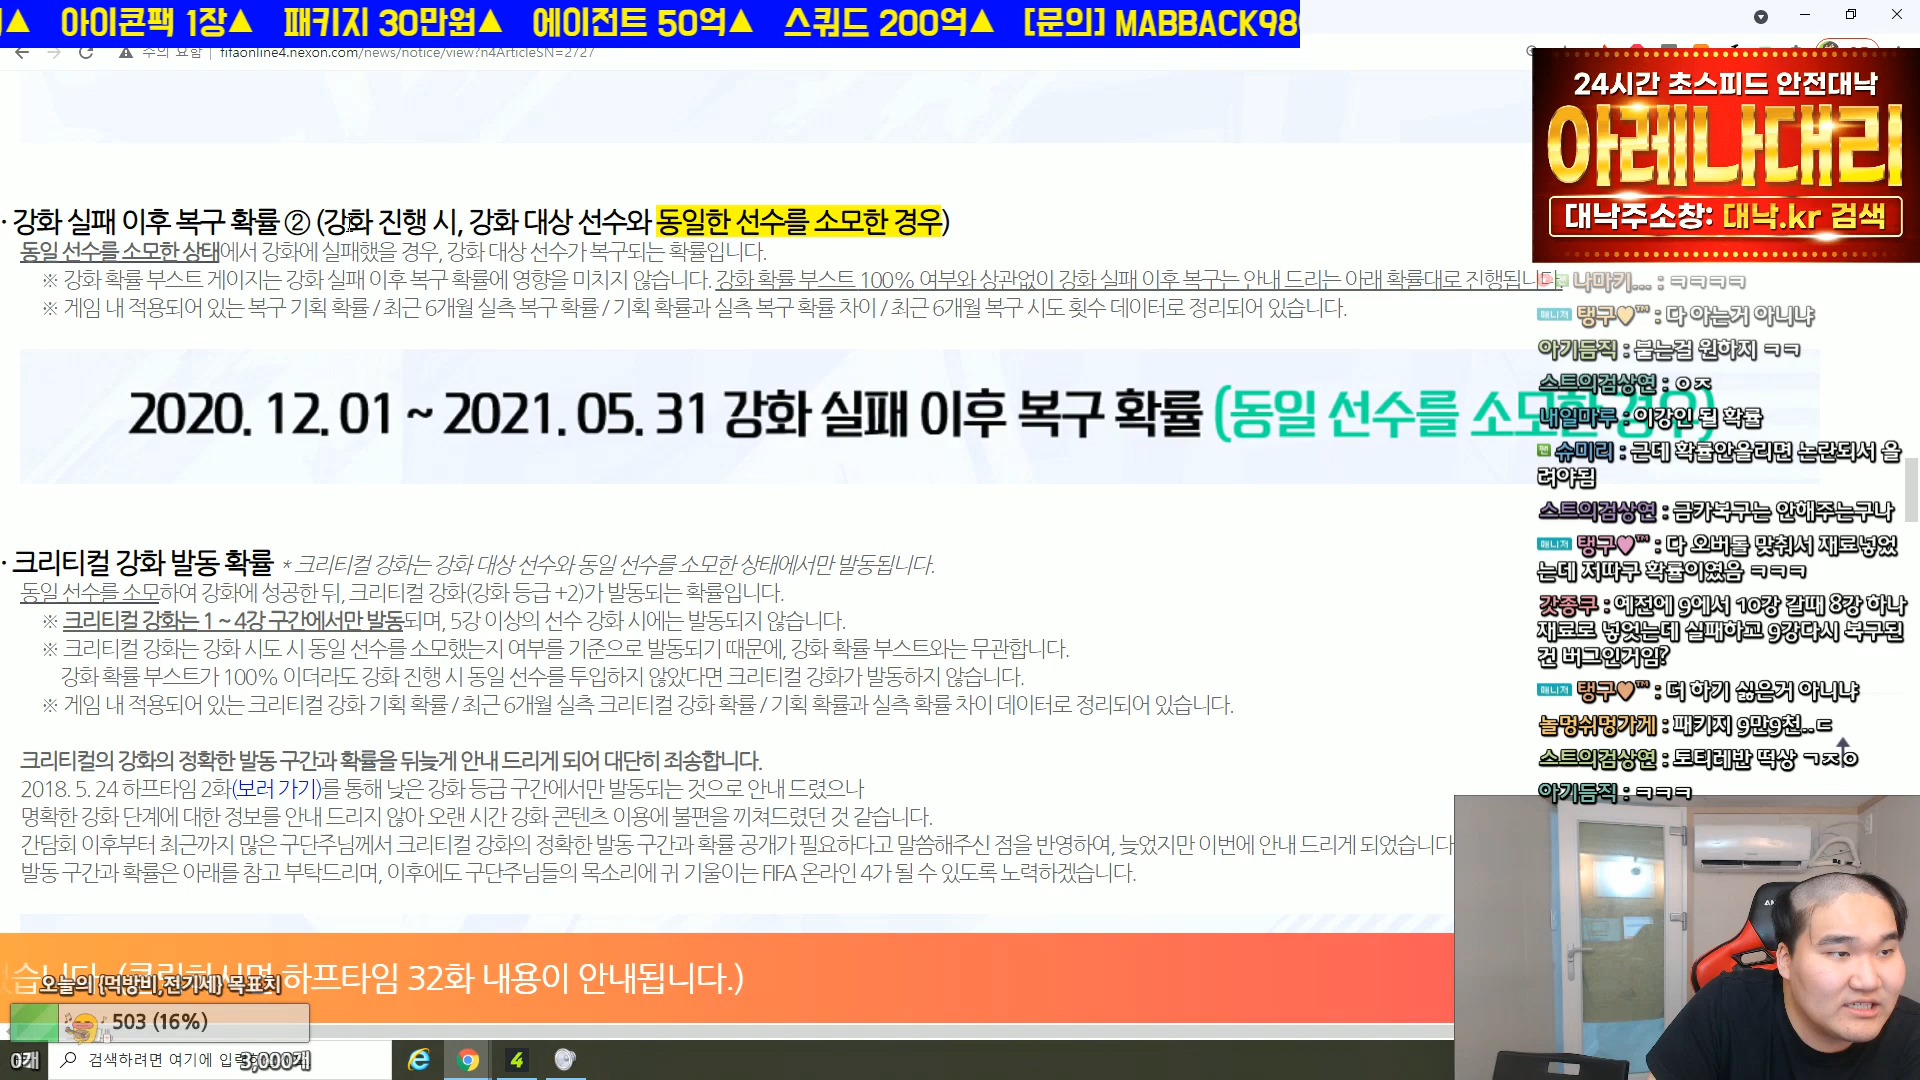 ▲ 아이콘팩 1장▲ 패키지 30만원▲ 에이전트 50억▲ 스쿼드 200억▲ [문의] MABBACK98
주의 요함 | fifaonline4.nexon.com/news/notice/view?n4ArticleSN=2727
24시간 초스피드 안전대낙
아레나대리
대낙주소창: 대낙.kr 검색
· 강화 실패 이후 복구 확률 ② (강화 진행 시, 강화 대상 선수와 동일한 선수를 소모한 경우)
동일 선수를 소모한 상태에서 강화에 실패했을 경우, 강화 대상 선수가 복구되는 확률입니다.
※ 강화 확률 부스트 게이지는 강화 실패 이후 복구 확률에 영향을 미치지 않습니다. 강화 확률 부스트 100% 여부와 상관없이 강화 실패 이후 복구는 안내 드리는 아래 확률대로 진행됩니다.
※ 게임 내 적용되어 있는 복구 기획 확률 / 최근 6개월 실측 복구 확률 / 기획 확률과 실측 복구 확률 차이 / 최근 6개월 복구 시도 횟수 데이터로 정리되어 있습니다.
2020. 12. 01 ~ 2021. 05. 31 강화 실패 이후 복구 확률 (동일 선수를 소모한 경우)
· 크리티컬 강화 발동 확률 * 크리티컬 강화는 강화 대상 선수와 동일 선수를 소모한 상태에서만 발동됩니다.
동일 선수를 소모하여 강화에 성공한 뒤, 크리티컬 강화(강화 등급 +2)가 발동되는 확률입니다.
※ 크리티컬 강화는 1 ~ 4강 구간에서만 발동되며, 5강 이상의 선수 강화 시에는 발동되지 않습니다.
※ 크리티컬 강화는 강화 시도 시 동일 선수를 소모했는지 여부를 기준으로 발동되기 때문에, 강화 확률 부스트와는 무관합니다.
강화 확률 부스트가 100% 이더라도 강화 진행 시 동일 선수를 투입하지 않았다면 크리티컬 강화가 발동하지 않습니다.
※ 게임 내 적용되어 있는 크리티컬 강화 기획 확률 / 최근 6개월 실측 크리티컬 강화 확률 / 기획 확률과 실측 확률 차이 데이터로 정리되어 있습니다.
크리티컬의 강화의 정확한 발동 구간과 확률을 뒤늦게 안내 드리게 되어 대단히 죄송합니다.
2018. 5. 24 하프타임 2화(보러 가기)를 통해 낮은 강화 등급 구간에서만 발동되는 것으로 안내 드렸으나
명확한 강화 단계에 대한 정보를 안내 드리지 않아 오랜 시간 강화 콘텐츠 이용에 불편을 끼쳐드렸던 것 같습니다.
간담회 이후부터 최근까지 많은 구단주님께서 크리티컬 강화의 정확한 발동 구간과 확률 공개가 필요하다고 말씀해주신 점을 반영하여, 늦었지만 이번에 안내 드리게 되었습니다
발동 구간과 확률은 아래를 참고 부탁드리며, 이후에도 구단주님들의 목소리에 귀 기울이는 FIFA 온라인 4가 될 수 있도록 노력하겠습니다.
나마키... : ㅋㅋㅋㅋ
매니저 탱구♡™ : 다 아는거 아니냐
아기듬직 : 붙는걸 원하지 ㅋㅋ
스트의검상연 : ㅇㅈ
내일마루 : 이강인 될 확률
팬 슈미리 : 근데 확률안올리면 논란되서 올
려야됨
스트의검상연 : 금카복구는 안해주는구나
매니저 탱구♡™ : 다 오버돌 맞춰서 재료넣었
는데 저따구 확률이였음 ㅋㅋㅋ
갓종쿠 : 예전에 9에서 10강 갈때 8강 하나
재료로 넣엇는데 실패하고 9강다시 복구된
건 버그인거임?
매니저 탱구♡™ : 더 하기 싫은거 아니냐
놀멍쉬멍가게 : 패키지 9만9천..ㄷ
스트의검상연 : 토티레반 떡상 ㄱㅈㅇ
아기듬직 : ㅋㅋㅋ
습니다. (클릭하시면 하프타임 32화 내용이 안내됩니다.)
오늘의 {먹방비,전기세} 목표치
503 (16%)
0개
검색하려면 여기에 입력하
3,000개